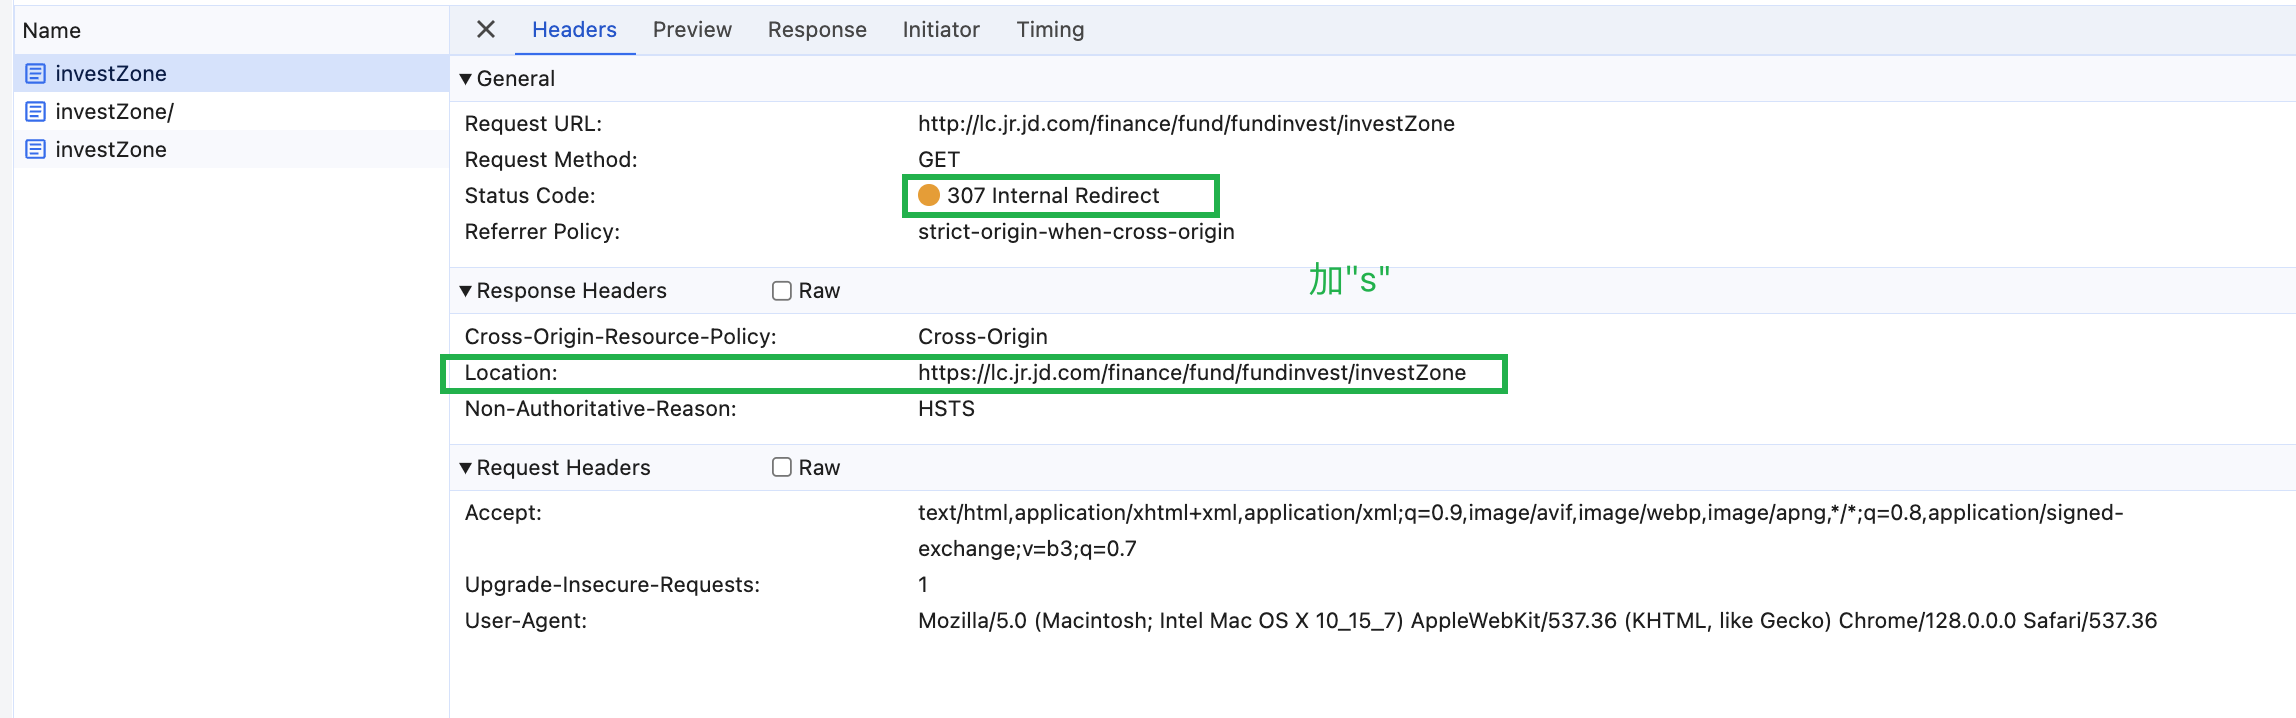 Name
investZone
investZone/
investZone
Headers Preview Response Initiator Timing
General
Request URL: http://lc.jr.jd.com/finance/fund/fundinvest/investZone
Request Method: GET
Status Code: 307 Internal Redirect
Referrer Policy: strict-origin-when-cross-origin
加"s"
Response Headers Raw
Cross-Origin-Resource-Policy: Cross-Origin
Location: https://lc.jr.jd.com/finance/fund/fundinvest/investZone
Non-Authoritative-Reason: HSTS
Request Headers Raw
Accept: text/html,application/xhtml+xml,application/xml;q=0.9,image/avif,image/webp,image/apng,*/*;q=0.8,application/signed-
exchange;v=b3;q=0.7
Upgrade-Insecure-Requests: 1
User-Agent: Mozilla/5.0 (Macintosh; Intel Mac OS X 10_15_7) AppleWebKit/537.36 (KHTML, like Gecko) Chrome/128.0.0.0 Safari/537.36